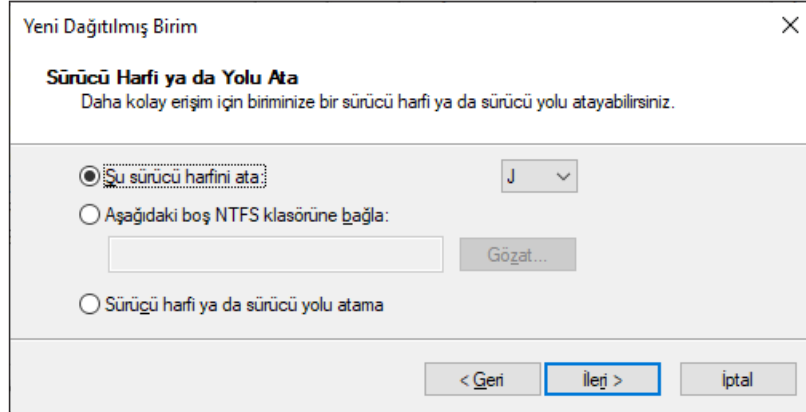 Yeni Dağıtılmış Birim
Sürücü Harfi ya da Yolu Ata
Daha kolay erişim için biriminize bir sürücü harfi ya da sürücü yolu atayabilirsiniz.
Şu sürücü harfini ata: J
Aşağıdaki boş NTFS klasörüne bağla:
Gözat...
Sürücü harfi ya da sürücü yolu atama
< Geri İleri > İptal